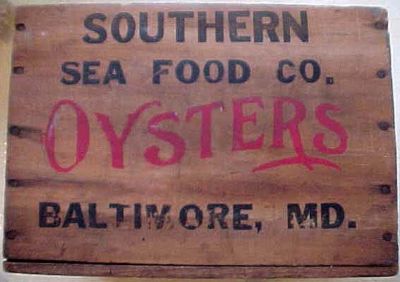 SOUTHERN
SEA FOOD CO.
OYSTERS
BALTIMORE, MD.